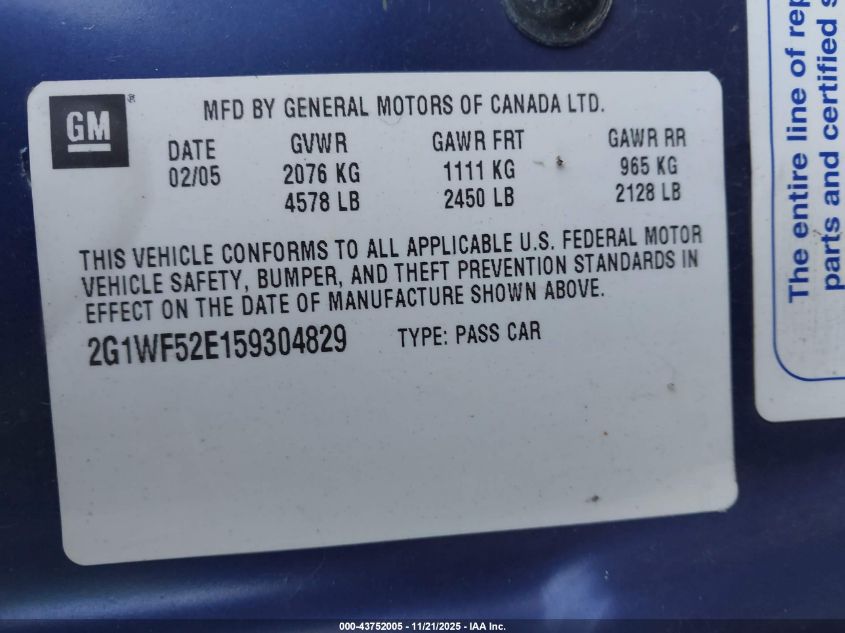 GM®
MFD BY GENERAL MOTORS OF CANADA LTD.
DATE GVWR GAWR FRT GAWR RR
02/05 2076 KG 1111 KG 965 KG
4578 LB 2450 LB 2128 LB
THIS VEHICLE CONFORMS TO ALL APPLICABLE U.S. FEDERAL MOTOR
VEHICLE SAFETY, BUMPER, AND THEFT PREVENTION STANDARDS IN
EFFECT ON THE DATE OF MANUFACTURE SHOWN ABOVE.
2G1WF52E159304829 TYPE: PASS CAR
The entire line of rep
parts and certified s
000-43752005 - 11/21/2025 - IAA Inc.